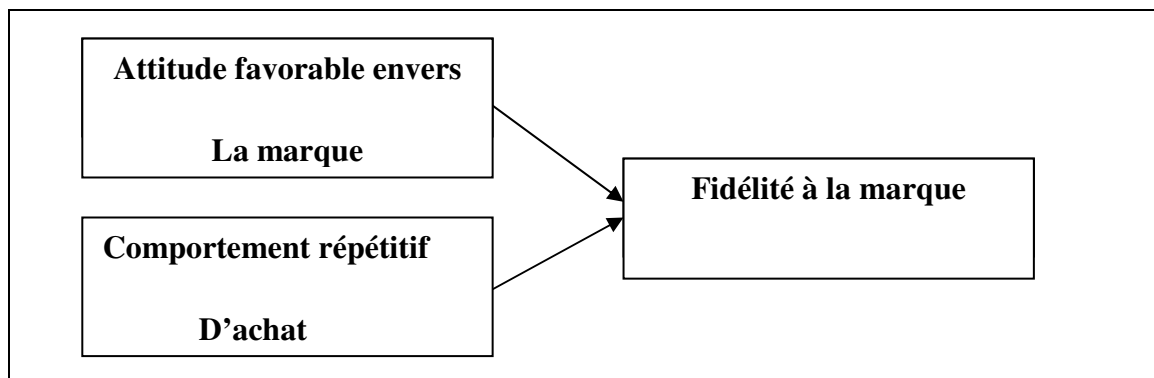 Attitude favorable envers
La marque
Fidélité à la marque
Comportement répétitif
D’achat